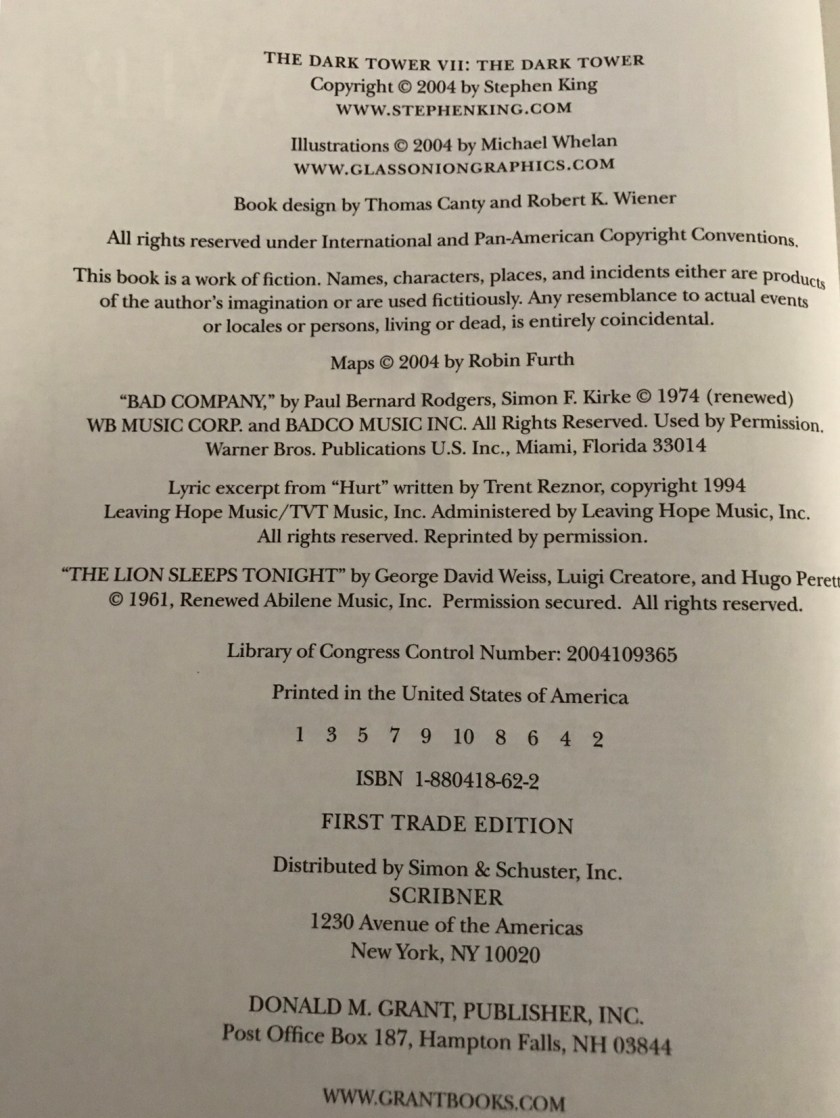 THE DARK TOWER VII: THE DARK TOWER
Copyright © 2004 by Stephen King
WWW.STEPHENKING.COM
Illustrations © 2004 by Michael Whelan
WWW.GLASSONIONGRAPHICS.COM
Book design by Thomas Canty and Robert K. Wiener
All rights reserved under International and Pan-American Copyright Conventions.
This book is a work of fiction. Names, characters, places, and incidents either are products
of the author's imagination or are used fictitiously. Any resemblance to actual events
or locales or persons, living or dead, is entirely coincidental.
Maps © 2004 by Robin Furth
“BAD COMPANY,” by Paul Bernard Rodgers, Simon F. Kirke © 1974 (renewed)
WB MUSIC CORP. and BADCO MUSIC INC. All Rights Reserved. Used by Permission.
Warner Bros. Publications U.S. Inc., Miami, Florida 33014
Lyric excerpt from “Hurt” written by Trent Reznor, copyright 1994
Leaving Hope Music/TVT Music, Inc. Administered by Leaving Hope Music, Inc.
All rights reserved. Reprinted by permission.
“THE LION SLEEPS TONIGHT” by George David Weiss, Luigi Creatore, and Hugo Perett
© 1961, Renewed Abilene Music, Inc. Permission secured. All rights reserved.
Library of Congress Control Number: 2004109365
Printed in the United States of America
1 3 5 7 9 10 8 6 4 2
ISBN 1-880418-62-2
FIRST TRADE EDITION
Distributed by Simon & Schuster, Inc.
SCRIBNER
1230 Avenue of the Americas
New York, NY 10020
DONALD M. GRANT, PUBLISHER, INC.
Post Office Box 187, Hampton Falls, NH 03844
WWW.GRANTBOOKS.COM